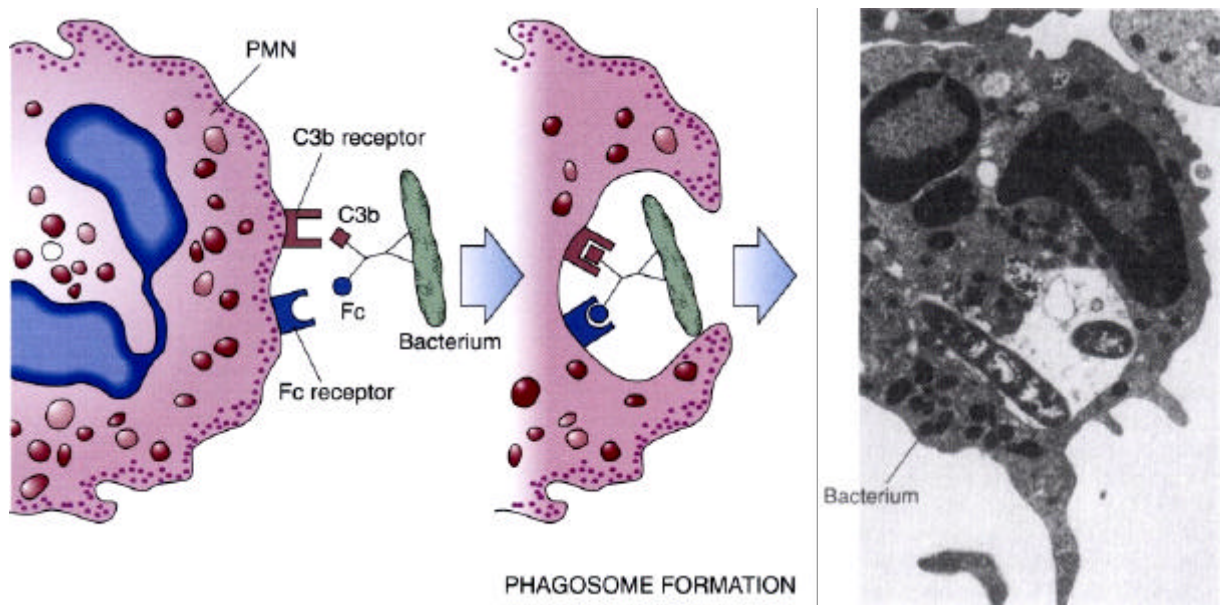 PMN
C3b receptor
C3b
Fc
Bacterium
Fc receptor
PHAGOSOME FORMATION
Bacterium